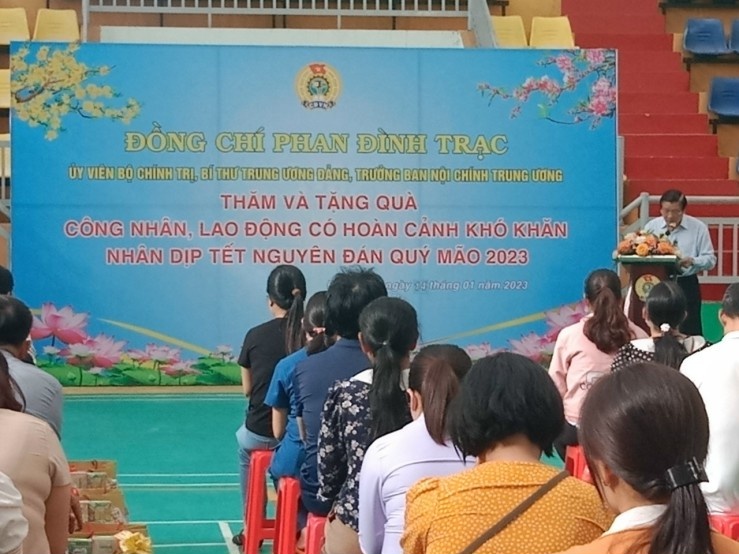 ĐỒNG CHÍ PHAN ĐÌNH TRẠC
ỦY VIÊN BỘ CHÍNH TRỊ, BÍ THƯ TRUNG ƯƠNG ĐẢNG, TRƯỞNG BAN NỘI CHÍNH TRUNG ƯƠNG
THĂM VÀ TẶNG QUÀ
CÔNG NHÂN, LAO ĐỘNG CÓ HOÀN CẢNH KHÓ KHĂN
NHÂN DỊP TẾT NGUYÊN ĐÁN QUÝ MÃO 2023
ngày 14 tháng 01 năm 2023